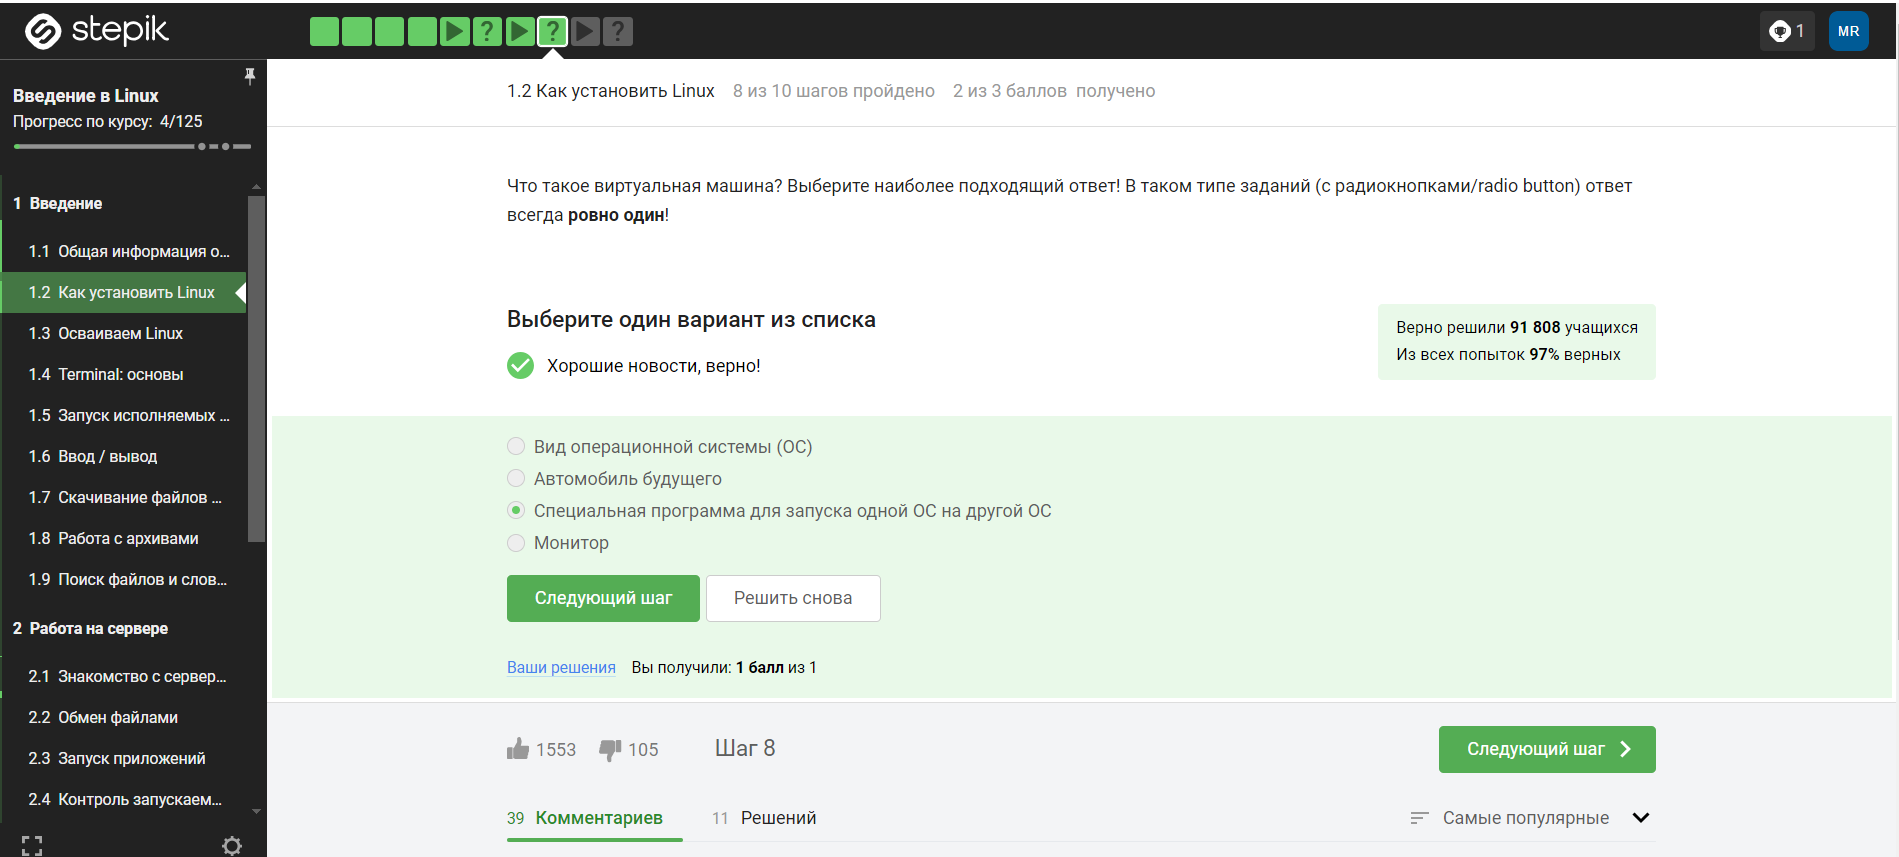 stepik
1
MR
Введение в Linux
Прогресс по курсу: 4/125
1 Введение
1.1 Общая информация о...
1.2 Как установить Linux
1.3 Осваиваем Linux
1.4 Terminal: основы
1.5 Запуск исполняемых ...
1.6 Ввод / вывод
1.7 Скачивание файлов ...
1.8 Работа с архивами
1.9 Поиск файлов и слов...
2 Работа на сервере
2.1 Знакомство с сервер...
2.2 Обмен файлами
2.3 Запуск приложений
2.4 Контроль запускаем...
1.2 Как установить Linux 8 из 10 шагов пройдено 2 из 3 баллов получено
Что такое виртуальная машина? Выберите наиболее подходящий ответ! В таком типе заданий (с радиокнопками/radio button) ответ
всегда ровно один!
Выберите один вариант из списка
Хорошие новости, верно!
Верно решили 91 808 учащихся
Из всех попыток 97% верных
Вид операционной системы (ОС)
Автомобиль будущего
Специальная программа для запуска одной ОС на другой ОС
Монитор
Следующий шаг
Решить снова
Ваши решения Вы получили: 1 балл из 1
1553 105 Шаг 8
Следующий шаг
39 Комментариев 11 Решений
Самые популярные